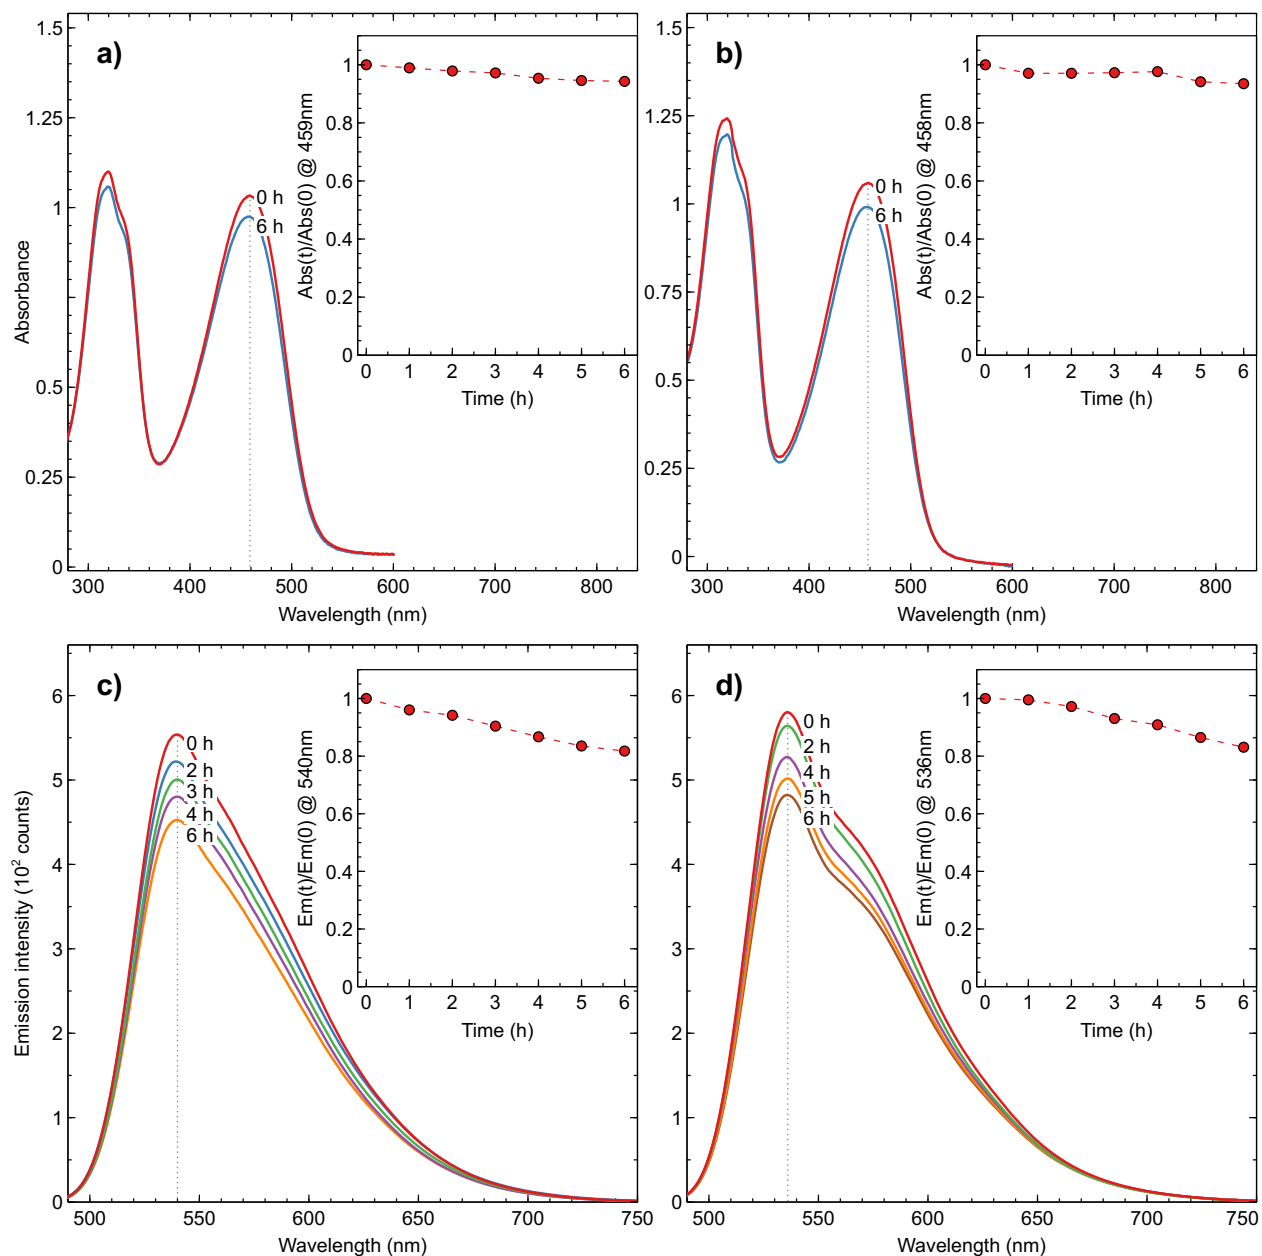 a)
1.5
1.25
1
0.5
0.25
0
Absorbance
300 400 500 600 700 800
Wavelength (nm)
0 h
6 h
Abs(t)/Abs(0) @ 459nm
1
0.8
0.6
0.4
0.2
0
0 1 2 3 4 5 6
Time (h)
b)
1.5
1.25
1
0.75
0.5
0.25
0
300 400 500 600 700 800
Wavelength (nm)
0 h
6 h
Abs(t)/Abs(0) @ 458nm
1
0.8
0.6
0.4
0.2
0
0 1 2 3 4 5 6
Time (h)
c)
6
5
4
3
2
1
0
Emission intensity (10² counts)
500 550 600 650 700 750
Wavelength (nm)
0 h
2 h
3 h
4 h
6 h
Em(t)/Em(0) @ 540nm
1
0.8
0.6
0.4
0.2
0
0 1 2 3 4 5 6
Time (h)
d)
6
5
4
3
2
1
0
500 550 600 650 700 750
Wavelength (nm)
0 h
2 h
4 h
5 h
6 h
Em(t)/Em(0) @ 536nm
1
0.8
0.6
0.4
0.2
0
0 1 2 3 4 5 6
Time (h)